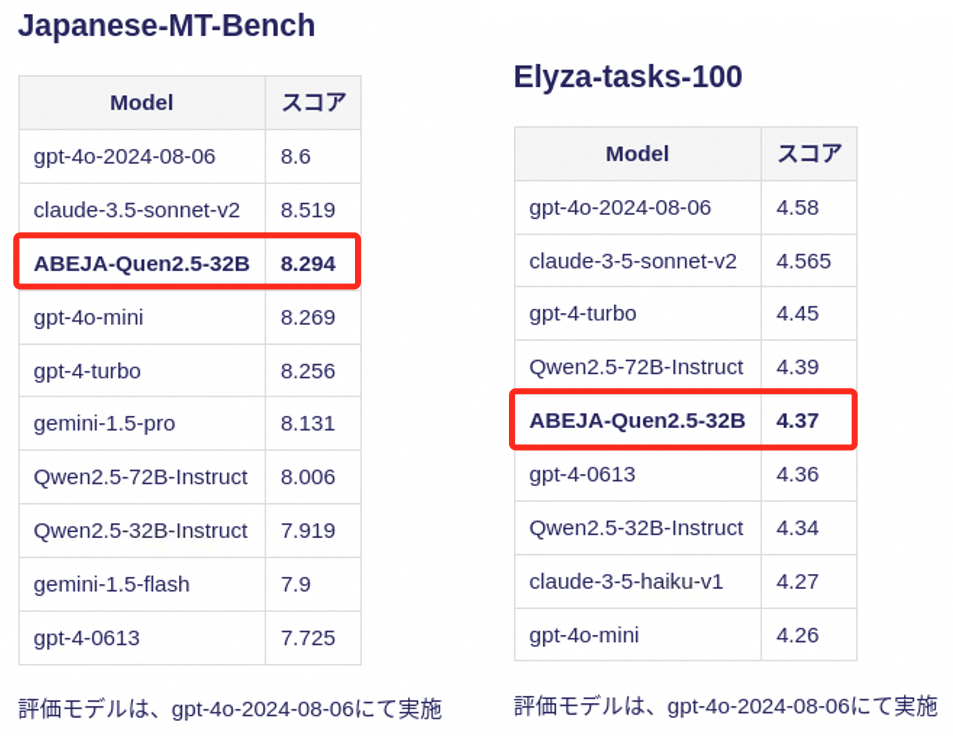 Japanese-MT-Bench
Model スコア
gpt-4o-2024-08-06 8.6
claude-3.5-sonnet-v2 8.519
ABEJA-Quen2.5-32B 8.294
gpt-4o-mini 8.269
gpt-4-turbo 8.256
gemini-1.5-pro 8.131
Qwen2.5-72B-Instruct 8.006
Qwen2.5-32B-Instruct 7.919
gemini-1.5-flash 7.9
gpt-4-0613 7.725
評価モデルは、gpt-4o-2024-08-06にて実施
Elyza-tasks-100
Model スコア
gpt-4o-2024-08-06 4.58
claude-3-5-sonnet-v2 4.565
gpt-4-turbo 4.45
Qwen2.5-72B-Instruct 4.39
ABEJA-Quen2.5-32B 4.37
gpt-4-0613 4.36
Qwen2.5-32B-Instruct 4.34
claude-3-5-haiku-v1 4.27
gpt-4o-mini 4.26
評価モデルは、gpt-4o-2024-08-06にて実施